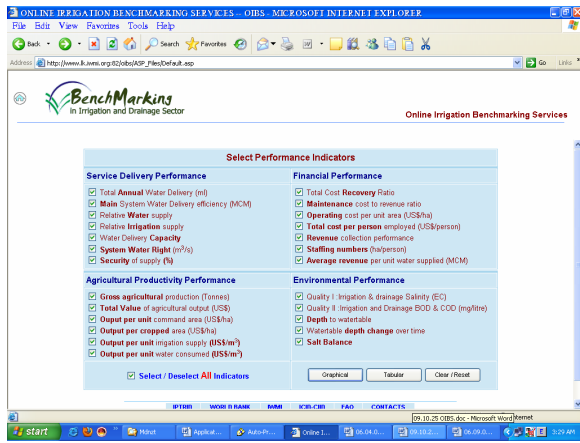 ONLINE IRRIGATION BENCHMARKING SERVICES -- OIBS - MICROSOFT INTERNET EXPLORER
File Edit View Favorites Tools Help
Back Search Favorites
Address http://www.lk.iwmi.org:82/oibs/ASP_Files/Default.asp Go Links
BenchMarking
in Irrigation and Drainage Sector
Online Irrigation Benchmarking Services
Select Performance Indicators
Service Delivery Performance
Total Annual Water Delivery (ml)
Main System Water Delivery efficiency (MCM)
Relative Water supply
Relative Irrigation supply
Water Delivery Capacity
System Water Right (m³/s)
Security of supply (%)
Financial Performance
Total Cost Recovery Ratio
Maintenance cost to revenue ratio
Operating cost per unit area (US$/ha)
Total cost per person employed (US$/person)
Revenue collection performance
Staffing numbers (ha/person)
Average revenue per unit water supplied (MCM)
Agricultural Productivity Performance
Gross agricultural production (Tonnes)
Total Value of agricultural output (US$)
Ouput per unit command area (US$/ha)
Output per cropped area (US$/ha)
Output per unit irrigation supply (US$/m³)
Output per unit water consumed (US$/m³)
Environmental Performance
Quality I :Irrigation & drainage Salinity (EC)
Quality II :Irrigation and Drainage BOD & COD (mg/litre)
Depth to watertable
Watertable depth change over time
Salt Balance
Select / Deselect All Indicators
Graphical Tabular Clear / Reset
IPTRID WORLD BANK IWMI ICID-CIID FAO CONTACTS
09.10.25 OIBS.doc - Microsoft Word
start Mdnet Applicat... Auto-Pr... Online I... 06.04.0... 09.10.2... 06.09.0... 3:29 AM